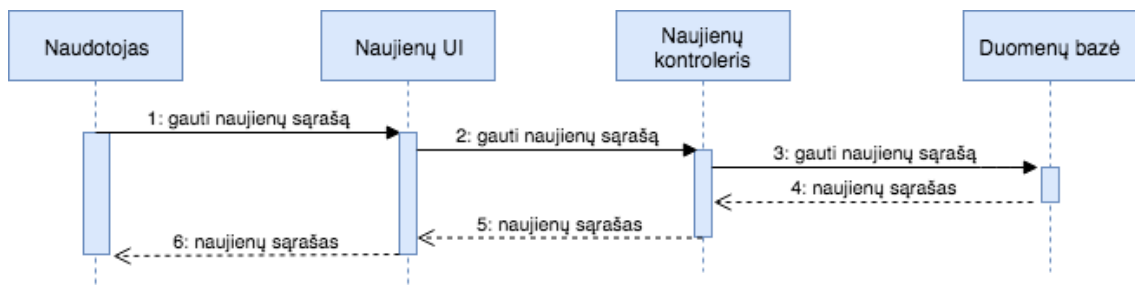 Naudotojas
Naujienų UI
Naujienų
kontroleris
Duomenų bazė
1: gauti naujienų sąrašą
2: gauti naujienų sąrašą
3: gauti naujienų sąrašą
4: naujienų sąrašas
5: naujienų sąrašas
6: naujienų sąrašas